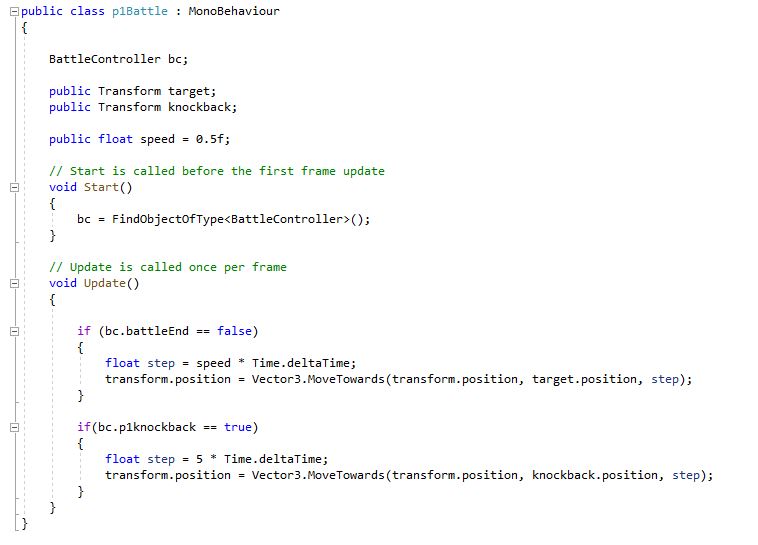 public class p1Battle : MonoBehaviour
{
BattleController bc;
public Transform target;
public Transform knockback;
public float speed = 0.5f;
// Start is called before the first frame update
void Start()
{
bc = FindObjectOfType<BattleController>();
}
// Update is called once per frame
void Update()
{
if (bc.battleEnd == false)
{
float step = speed * Time.deltaTime;
transform.position = Vector3.MoveTowards(transform.position, target.position, step);
}
if(bc.p1knockback == true)
{
float step = 5 * Time.deltaTime;
transform.position = Vector3.MoveTowards(transform.position, knockback.position, step);
}
}
}